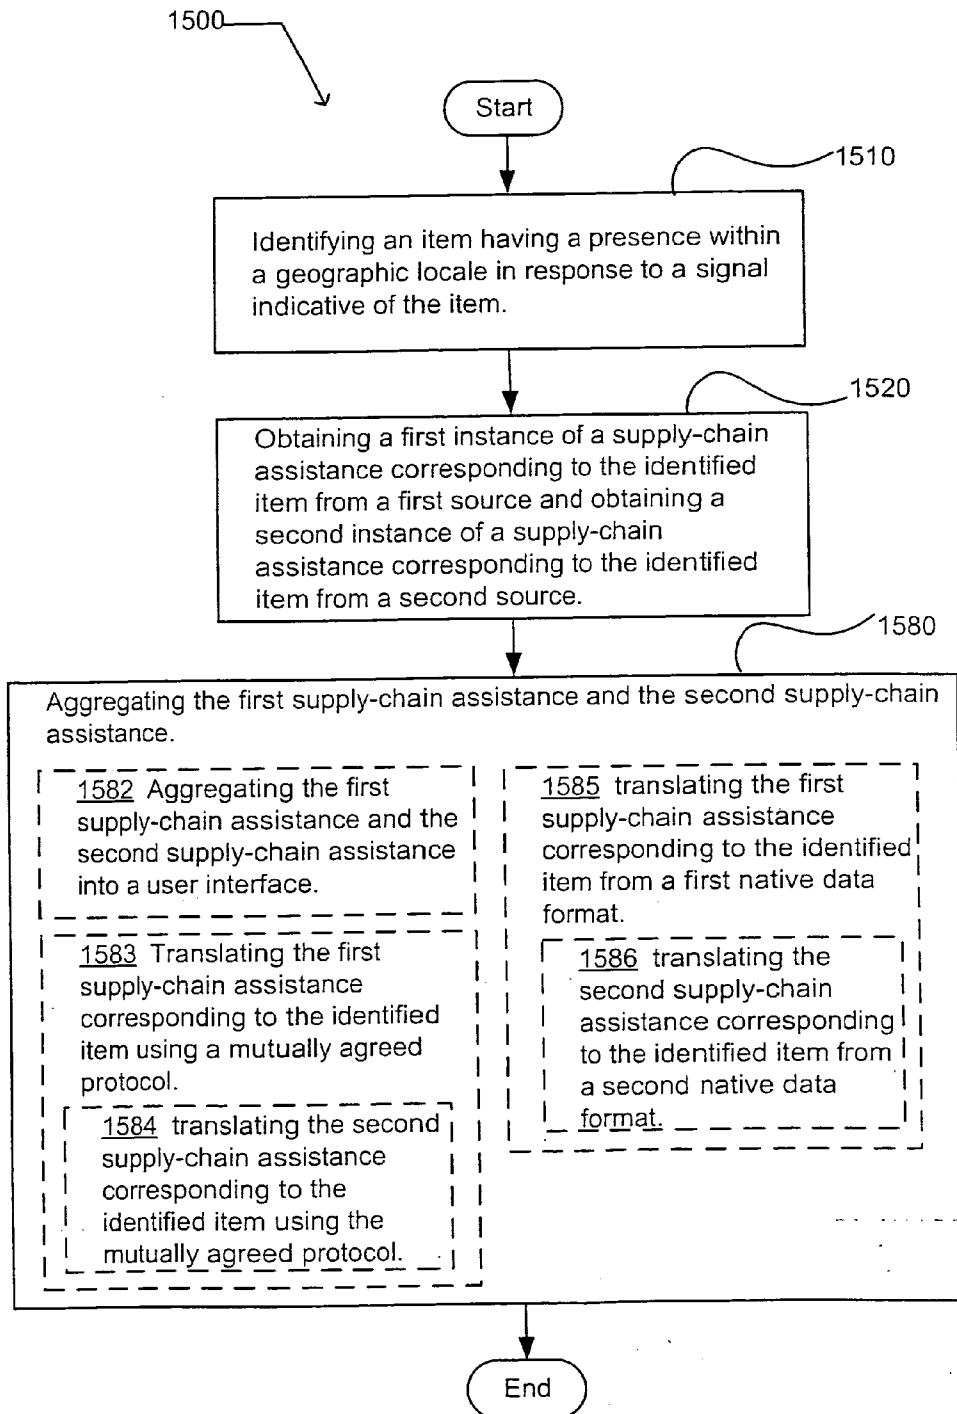 1500
Start
1510
Identifying an item having a presence within
a geographic locale in response to a signal
indicative of the item.
1520
Obtaining a first instance of a supply-chain
assistance corresponding to the identified
item from a first source and obtaining a
second instance of a supply-chain
assistance corresponding to the identified
item from a second source.
1580
Aggregating the first supply-chain assistance and the second supply-chain
assistance.
1582 Aggregating the first
supply-chain assistance and the
second supply-chain assistance
into a user interface.
1583 Translating the first
supply-chain assistance
corresponding to the identified
item using a mutually agreed
protocol.
1584 translating the second
supply-chain assistance
corresponding to the
identified item using the
mutually agreed protocol.
1585 translating the first
supply-chain assistance
corresponding to the identified
item from a first native data
format.
1586 translating the
second supply-chain
assistance corresponding
to the identified item from
a second native data
format.
End